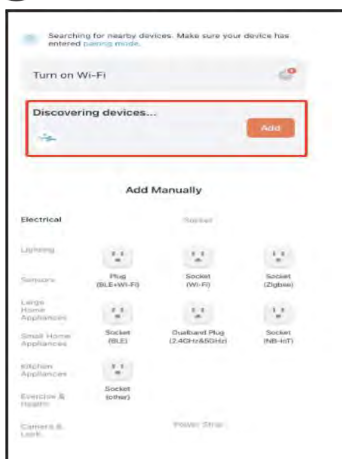 Searching for nearby devices. Make sure your device has
entered pairing mode.
Turn on Wi-Fi
Discovering devices...
Add
Add Manually
Electrical
Socket
Lighting
Sensors
Plug
(BLE+Wi-Fi)
Socket
(Wi-Fi)
Socket
(Zigbee)
Large
Home
Appliances
Small Home
Appliances
Socket
(BLE)
Dualband Plug
(2.4GHz&5GHz)
Socket
(NB-IoT)
Kitchen
Appliances
Socket
(other)
Exercise &
Health
Camera &
Lock
Power Strip